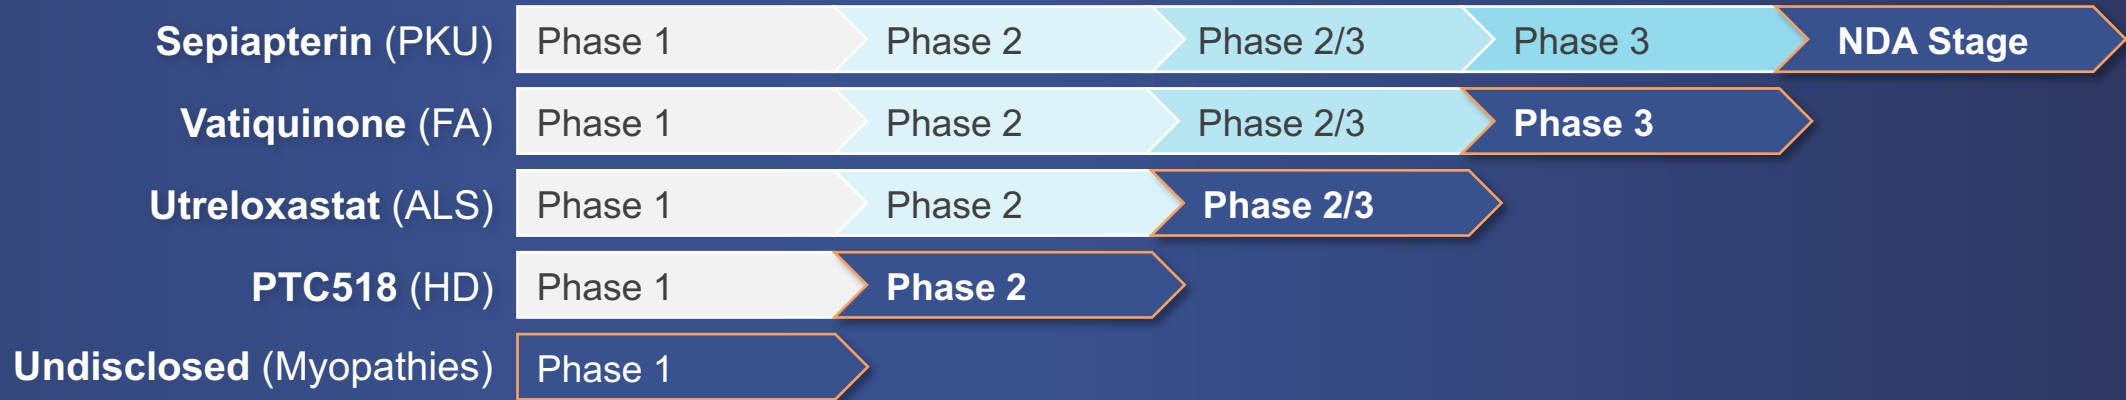 Sepiapterin (PKU) Phase 1 Phase 2 Phase 2/3 Phase 3 NDA Stage
Vatiquinone (FA) Phase 1 Phase 2 Phase 2/3 Phase 3
Utreloxastat (ALS) Phase 1 Phase 2 Phase 2/3
PTC518 (HD) Phase 1 Phase 2
Undisclosed (Myopathies) Phase 1